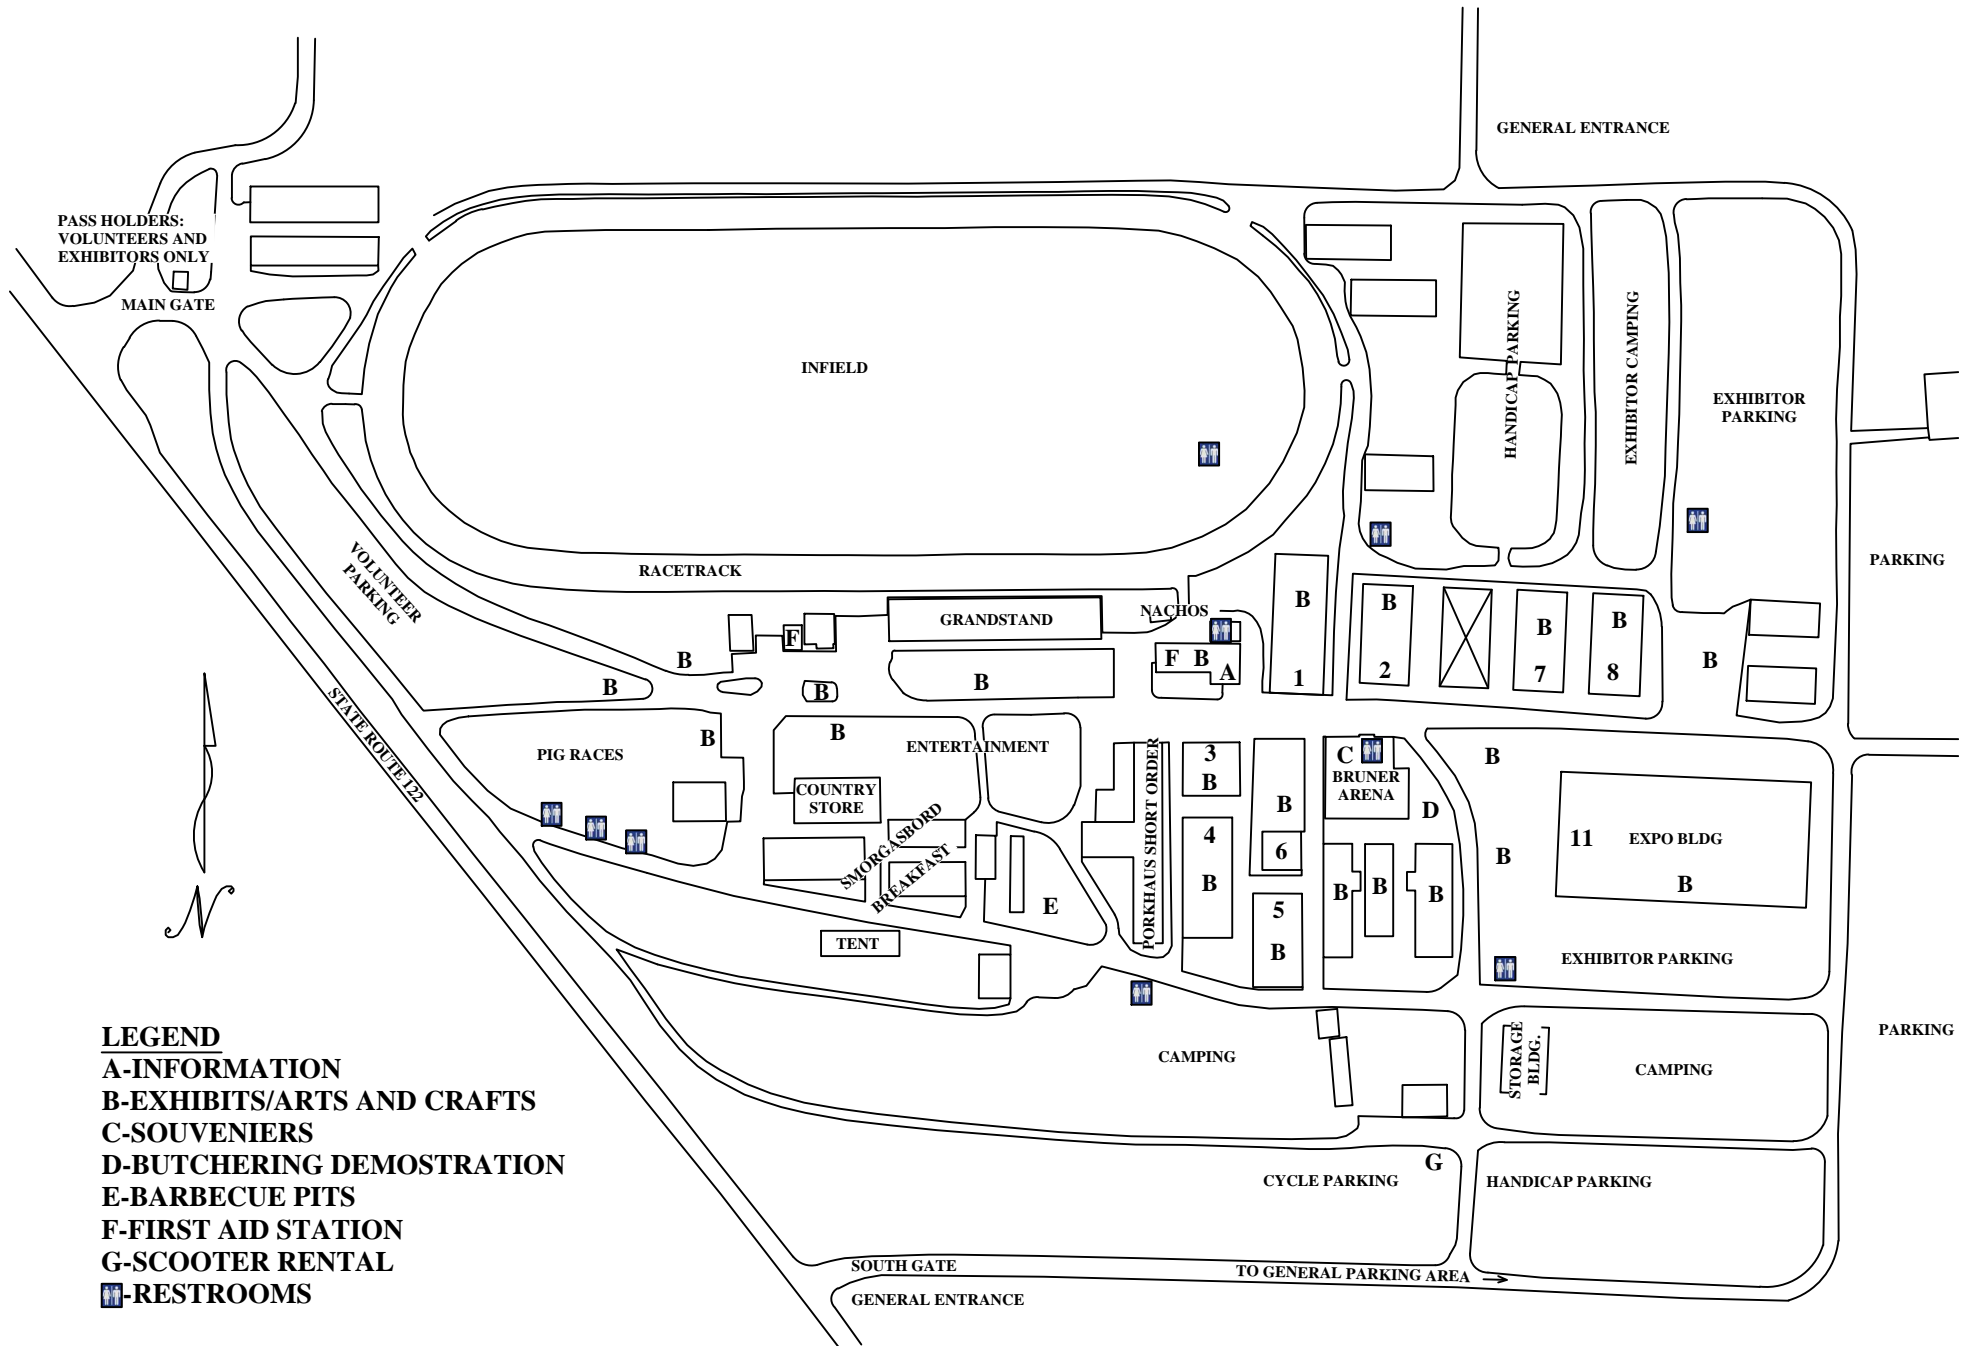 GENERAL ENTRANCE
PASS HOLDERS:
VOLUNTEERS AND
EXHIBITORS ONLY
MAIN GATE
INFIELD
HANDICAP PARKING
EXHIBITOR CAMPING
EXHIBITOR
PARKING
PARKING
VOLUNTEER
PARKING
RACETRACK
GRANDSTAND
NACHOS
F
B
B
B
B
F B
A
B
1
B
2
B
7
B
8
B
STATE ROUTE 122
PIG RACES
B
B
ENTERTAINMENT
COUNTRY
STORE
SMORGASBORD
BREAKFAST
TENT
E
PORKHAUS SHORT ORDER
3
B
4
B
B
6
5
B
C
BRUNER
ARENA
D
B
B
B
B
B
11
EXPO BLDG
B
EXHIBITOR PARKING
N
CAMPING
STORAGE
BLDG.
CAMPING
PARKING
CYCLE PARKING
G
HANDICAP PARKING
SOUTH GATE
TO GENERAL PARKING AREA
GENERAL ENTRANCE
LEGEND
A-INFORMATION
B-EXHIBITS/ARTS AND CRAFTS
C-SOUVENIERS
D-BUTCHERING DEMOSTRATION
E-BARBECUE PITS
F-FIRST AID STATION
G-SCOOTER RENTAL
-RESTROOMS